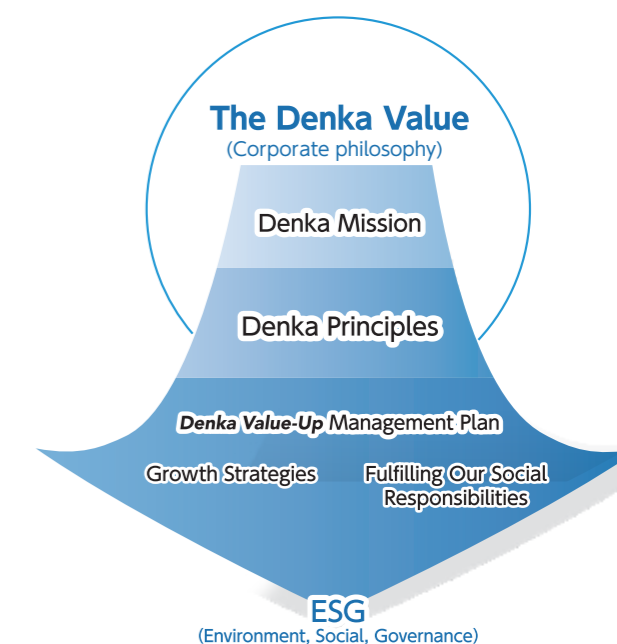 The Denka Value
(Corporate philosophy)
Denka Mission
Denka Principles
Denka Value-Up Management Plan
Growth Strategies
Fulfilling Our Social
Responsibilities
ESG
(Environment, Social, Governance)